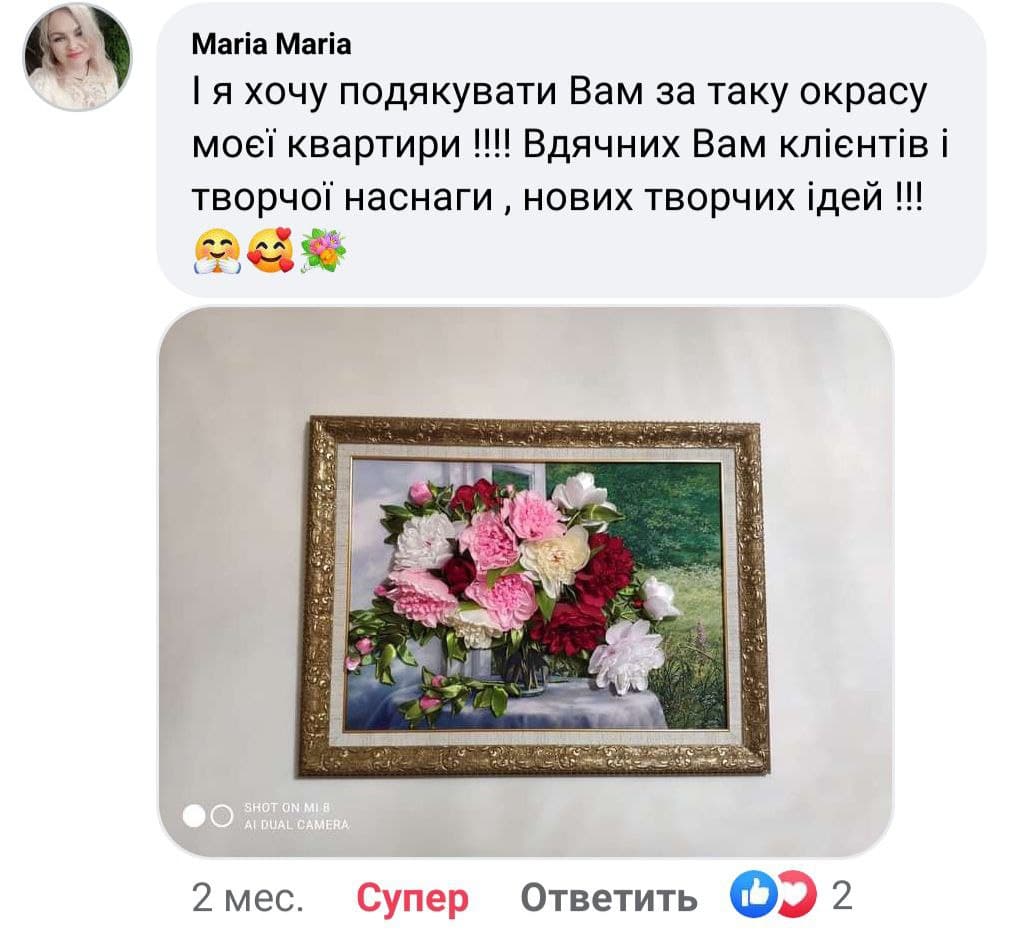 Maria Maria
І я хочу подякувати Вам за таку окрасу
моєї квартири !!!! Вдячних Вам клієнтів і
творчої наснаги , нових творчих ідей !!!
🤗🥰💐
SHOT ON MI 8
AI DUAL CAMERA
2 мес. Супер Ответить 2